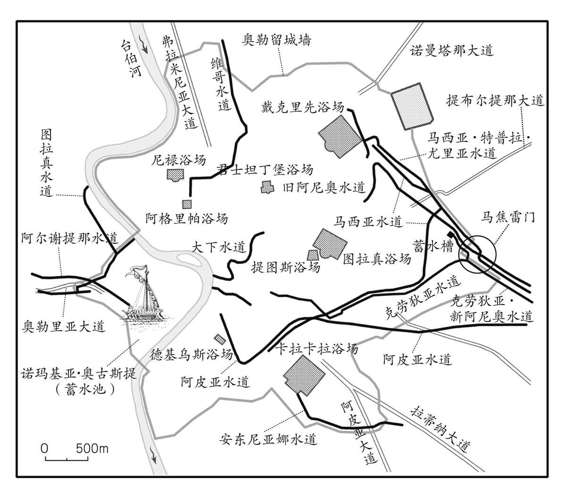 台伯河
弗拉米尼亚大道
维哥水道
奥勒留城墙
诺曼塔那大道
提布尔提那大道
戴克里先浴场
马西亚·特普拉·
尤里亚水道
图拉真水道
尼禄浴场
君士坦丁堡浴场
旧阿尼奥水道
阿格里帕浴场
马西亚水道
马焦雷门
阿尔谢提那水道
大下水道
蓄水槽
提图斯浴场
图拉真浴场
克劳狄亚水道
克劳狄亚·
新阿尼奥水道
奥勒里亚大道
德基乌斯浴场
卡拉卡拉浴场
阿皮亚水道
阿皮亚水道
诺玛基亚·奥古斯提
(蓄水池)
阿皮亚大道
拉蒂纳大道
安东尼亚娜水道
0 500m